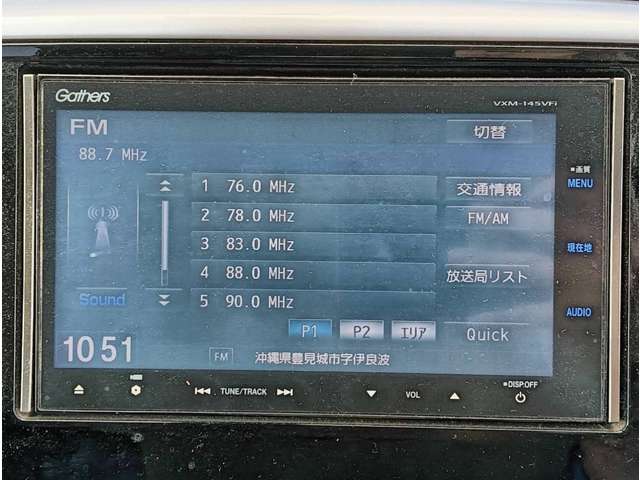 Gathers
VXM-145VFi
FM
切替
88.7 MHz
画質
MENU
1 76.0 MHz
交通情報
2 78.0 MHz
FM/AM
3 83.0 MHz
現在地
4 88.0 MHz
放送局リスト
Sound
5 90.0 MHz
AUDIO
P1 P2 エリア
Quick
10 51
FM 沖縄県豊見城市字伊良波
TUNE/TRACK
VOL
DISP.OFF